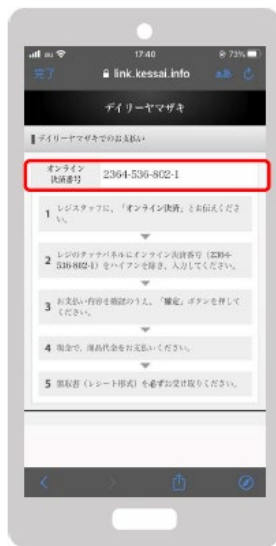 au 17:40 73%
完了 link.kessai.info ぁあ
デイリーヤマザキ
デイリーヤマザキでのお支払い
オンライン
決済番号 2364-536-802-1
1 レジスタッフに、「オンライン決済」とお伝えくださ
い。
2 レジのタッチパネルにオンライン決済番号（2364-
536-802-1）をハイフンを除き、入力してください。
3 お支払い内容を確認のうえ、「確定」ボタンを押して
ください。
4 現金で、商品代金をお支払いください。
5 領収書（レシート形式）を必ずお受け取りください。